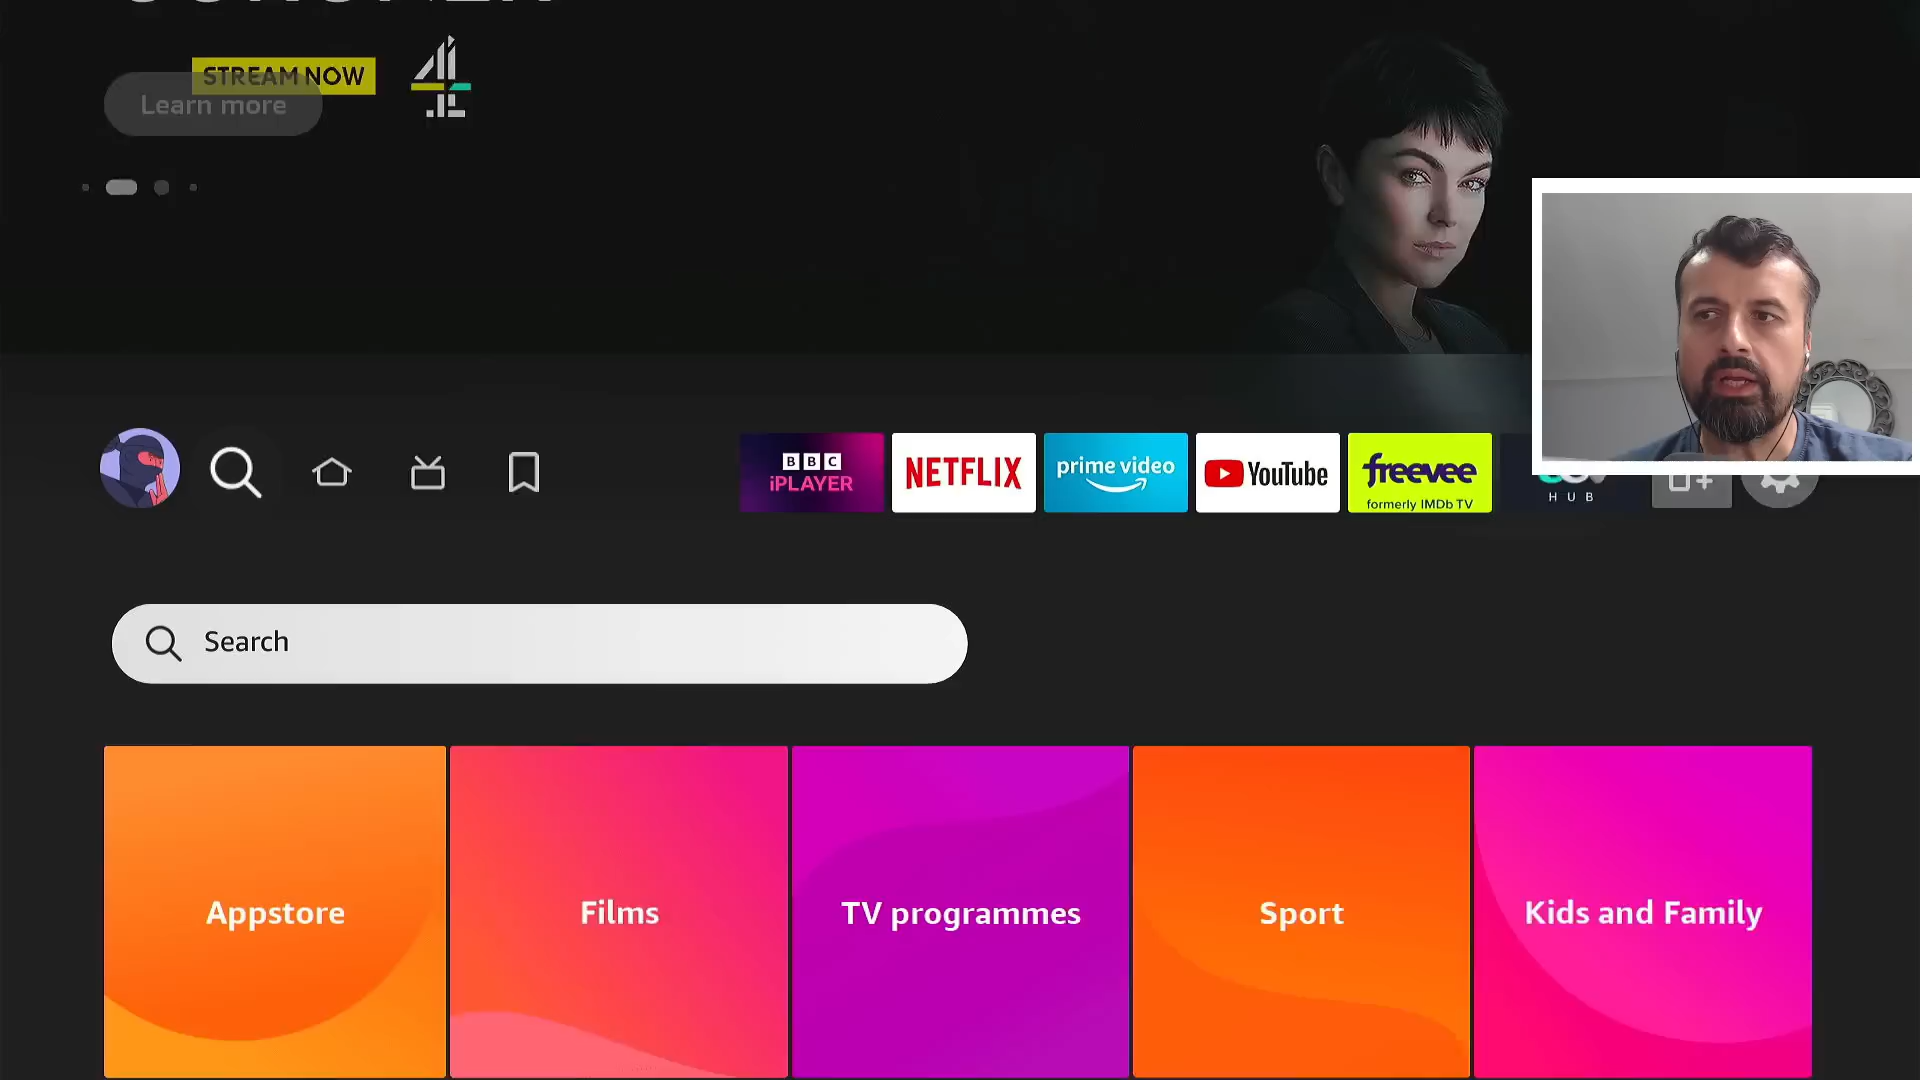 STREAM NOW
Learn more
BBC
iPLAYER
NETFLIX
prime video
YouTube
freevee
formerly IMDb TV
HUB
Search
Appstore
Films
TV programmes
Sport
Kids and Family